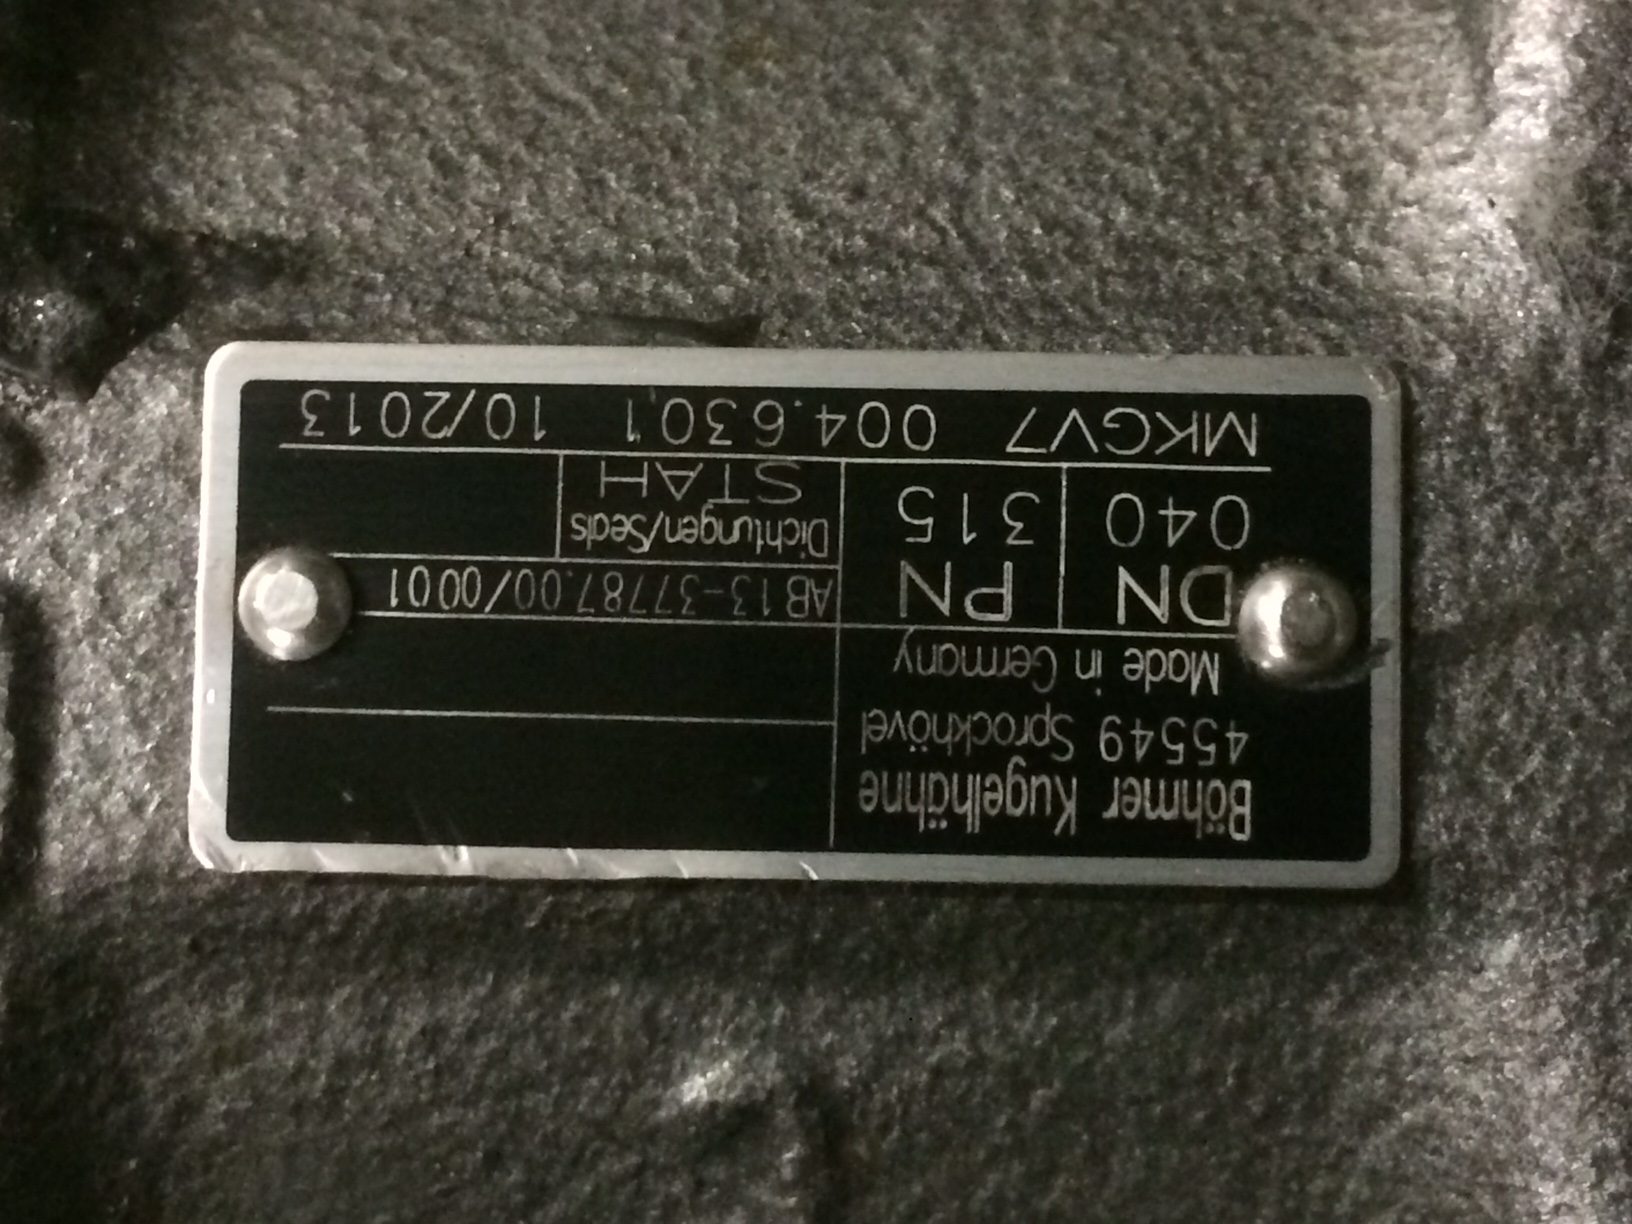 Böhmer Kugelhähne
45549 Sprockhövel
Made in Germany
DN
040
PN
315
AB13-37787.00/0001
Dichtungen/Seals
STAH
MKGV7 004.630,1 10/2013